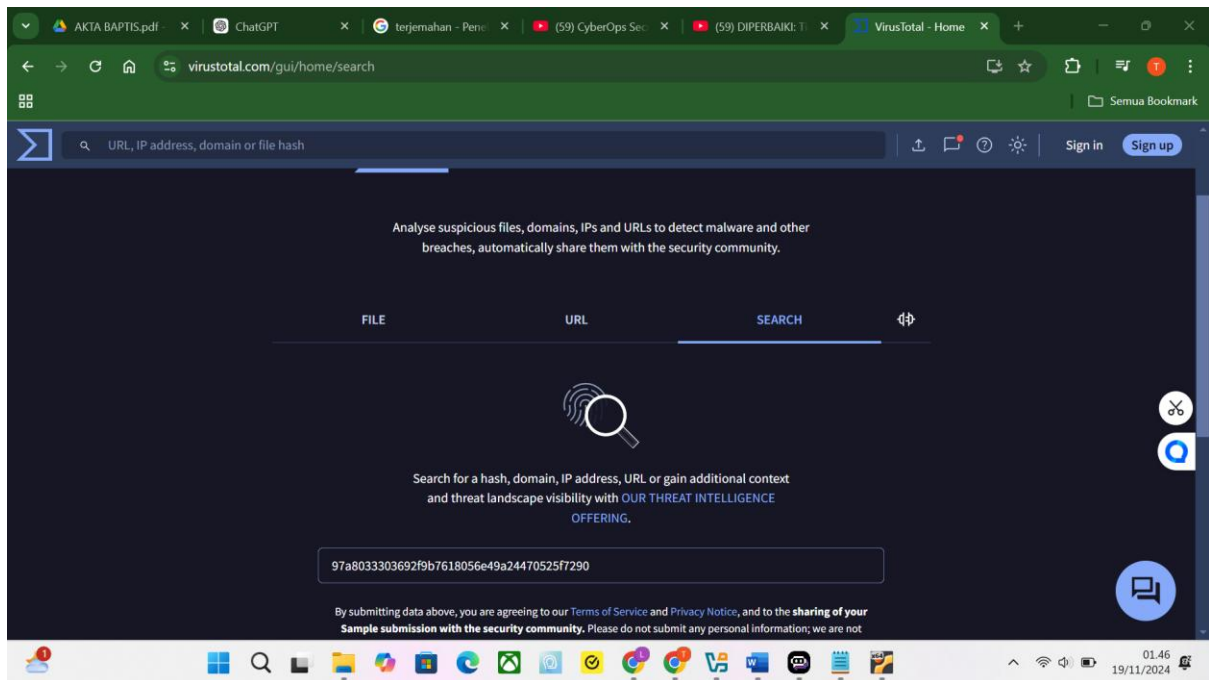 AKTA BAPTIS.pdf -
ChatGPT
terjemahan - Pene
(59) CyberOps Sec
(59) DIPERBAIKI: Ti
VirusTotal - Home
virustotal.com/gui/home/search
T
Semua Bookmark
URL, IP address, domain or file hash
Sign in
Sign up
Analyse suspicious files, domains, IPs and URLs to detect malware and other
breaches, automatically share them with the security community.
FILE
URL
SEARCH
Search for a hash, domain, IP address, URL or gain additional context
and threat landscape visibility with OUR THREAT INTELLIGENCE
OFFERING.
97a8033303692f9b7618056e49a24470525f7290
By submitting data above, you are agreeing to our Terms of Service and Privacy Notice, and to the sharing of your
Sample submission with the security community. Please do not submit any personal information; we are not
01.46
19/11/2024